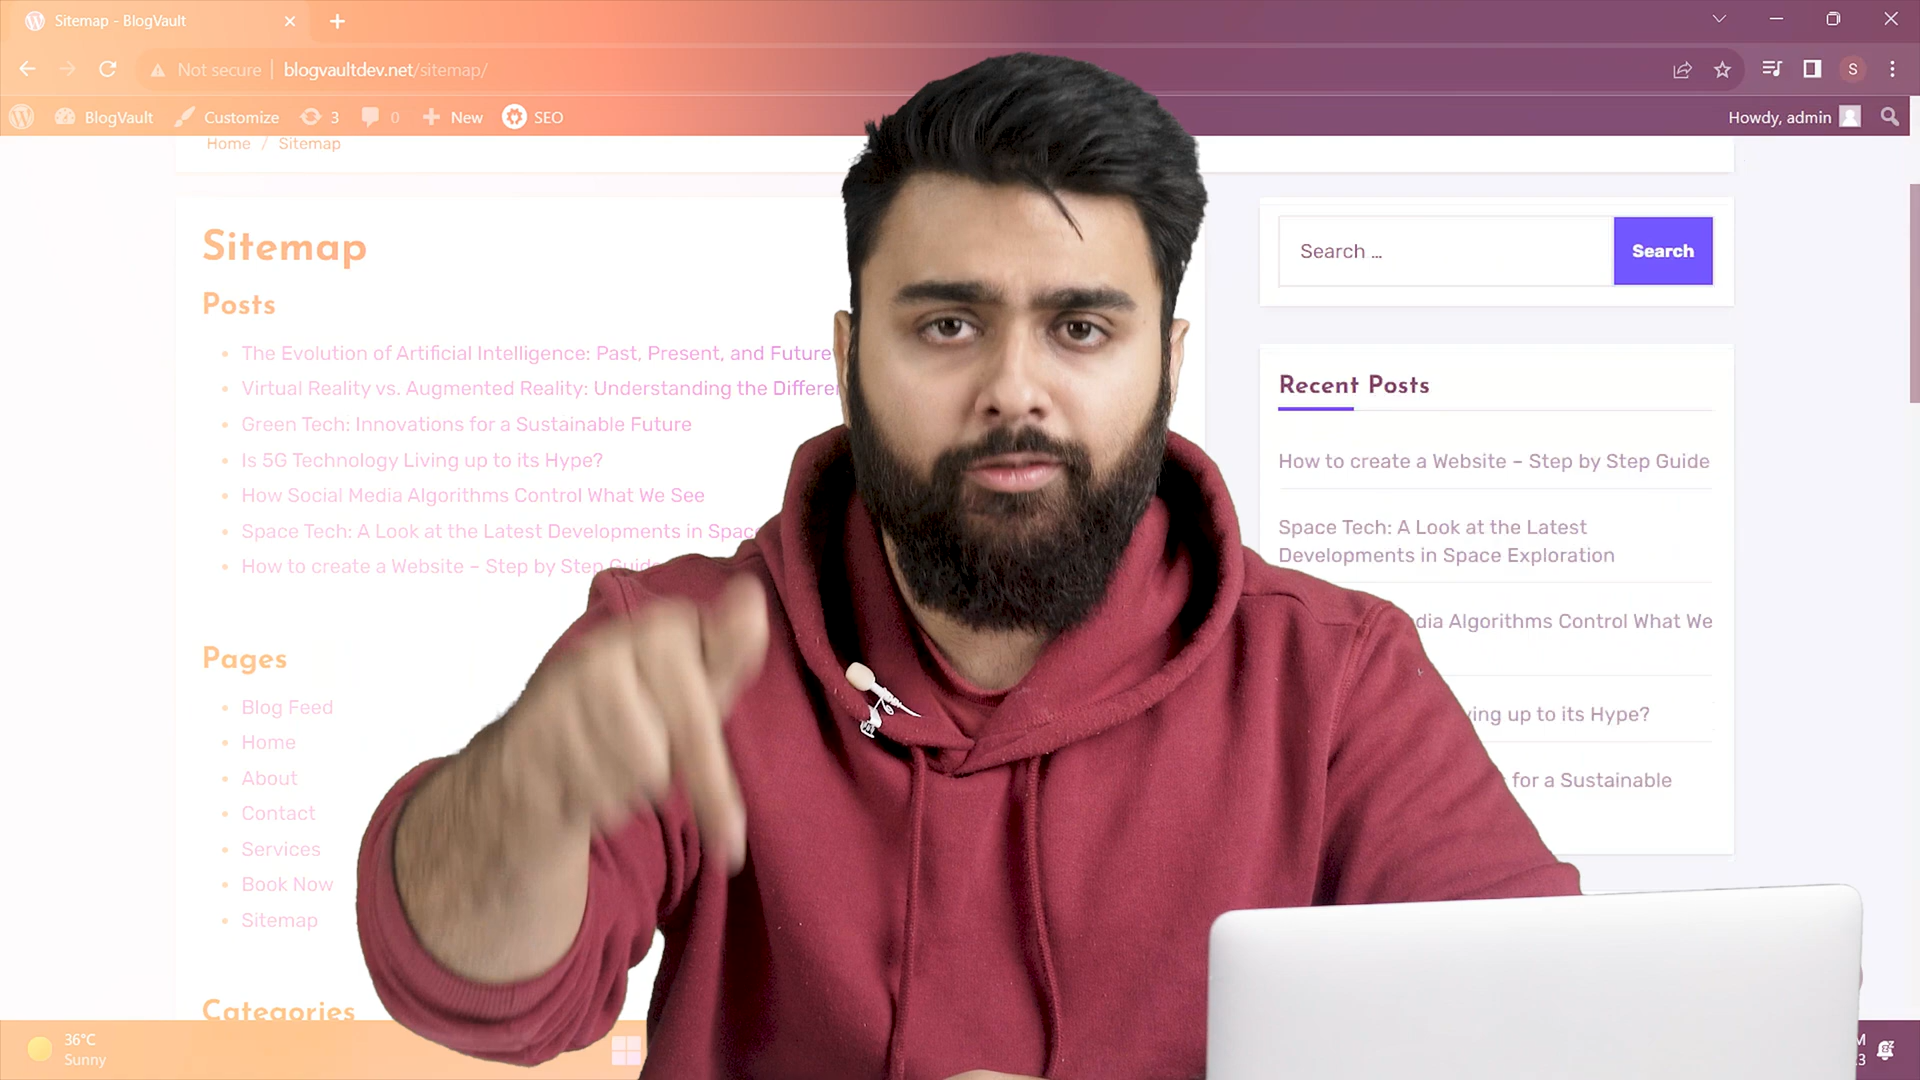 Sitemap - BlogVault
Not secure
blogvaultdev.net/sitemap/
S
BlogVault
Customize
3
0
New
SEO
Howdy, admin
Home / Sitemap
Sitemap
Posts
The Evolution of Artificial Intelligence: Past, Present, and Future
Virtual Reality vs. Augmented Reality: Understanding the
Green Tech: Innovations for a Sustainable Future
Is 5G Technology Living up to its Hype?
How Social Media Algorithms Control What We See
Space Tech: A Look at the Latest Developments in
How to create a Website – Step by Step Guide
Pages
Blog Feed
Home
About
Contact
Services
Book Now
Sitemap
Categories
Search …
Search
Recent Posts
How to create a Website – Step by Step Guide
Space Tech: A Look at the Latest
Developments in Space Exploration
Algorithms Control What We
up to its Hype?
for a Sustainable
36°C
Sunny